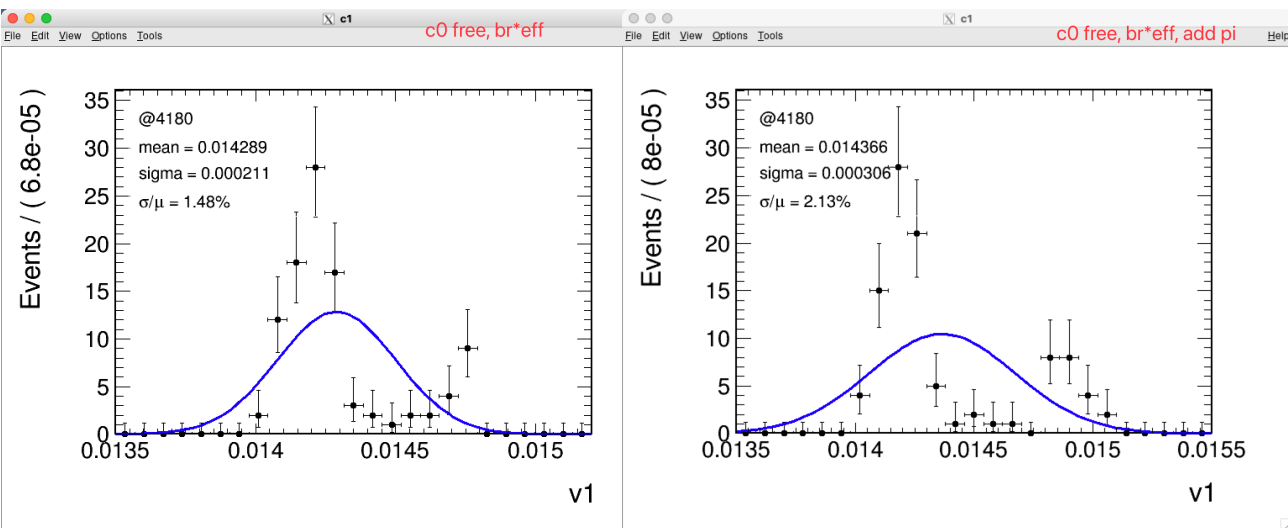 c1
c1
File Edit View Options Tools
c0 free, br*eff
File Edit View Options Tools
c0 free, br*eff, add pi
Help
Events / ( 6.8e-05 )
35
30
25
20
15
10
5
0
@4180
mean = 0.014289
sigma = 0.000211
σ/μ = 1.48%
0.0135 0.014 0.0145 0.015
v1
Events / ( 8e-05 )
35
30
25
20
15
10
5
0
@4180
mean = 0.014366
sigma = 0.000306
σ/μ = 2.13%
0.0135 0.014 0.0145 0.015 0.0155
v1